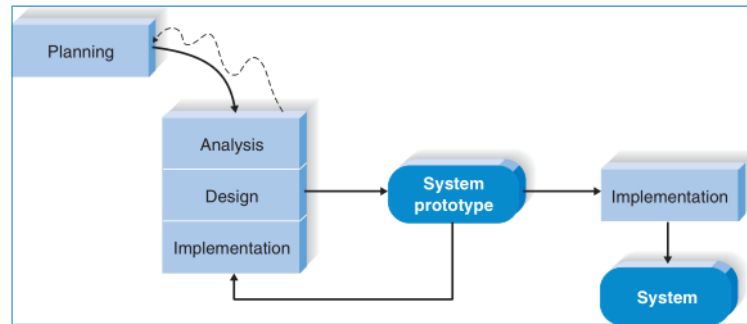 Planning
Analysis
Design
Implementation
System
prototype
Implementation
System